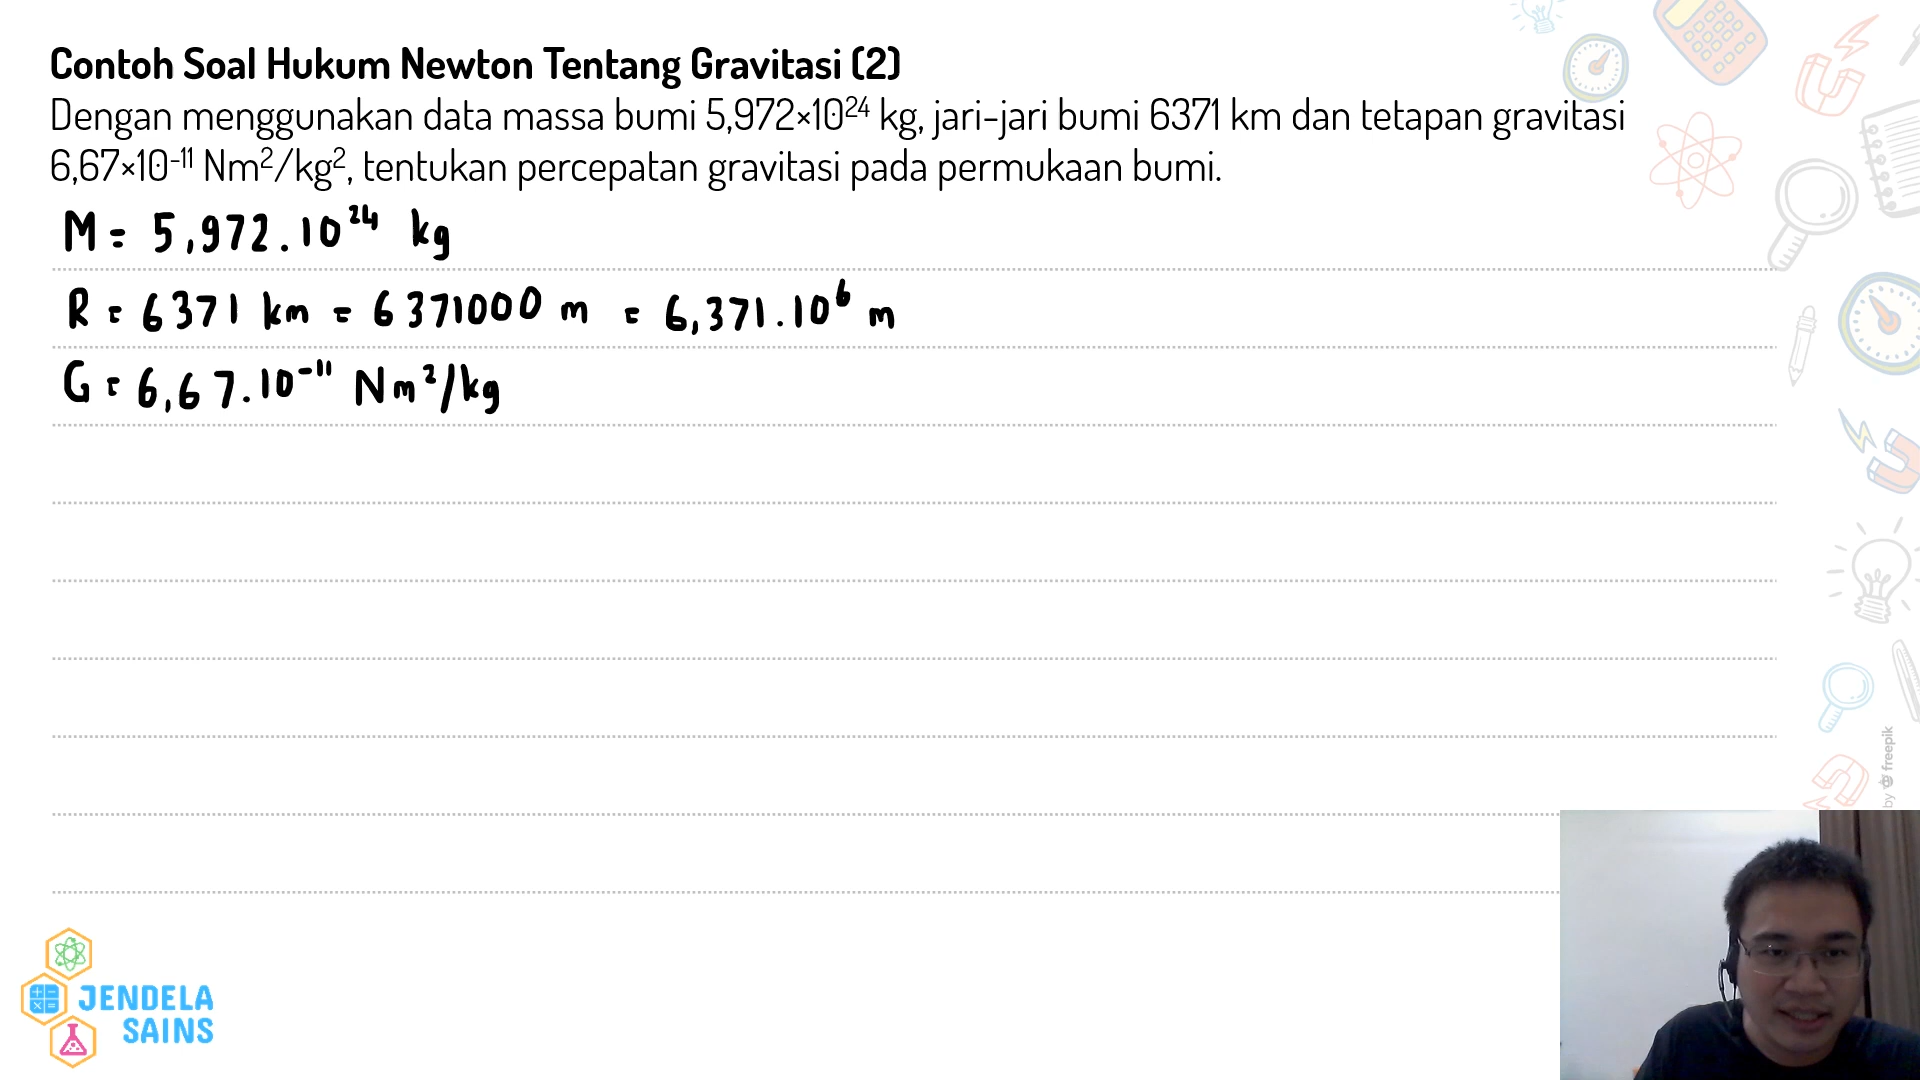 Contoh Soal Hukum Newton Tentang Gravitasi (2)
Dengan menggunakan data massa bumi 5,972×10²⁴ kg, jari-jari bumi 6371 km dan tetapan gravitasi
6,67×10⁻¹¹ Nm²/kg², tentukan percepatan gravitasi pada permukaan bumi.
M = 5,972.10²⁴ kg
R = 6371 km = 6371000 m = 6,371.10⁶ m
G = 6,67.10⁻¹¹ Nm²/kg
by freepik
JENDELA
SAINS